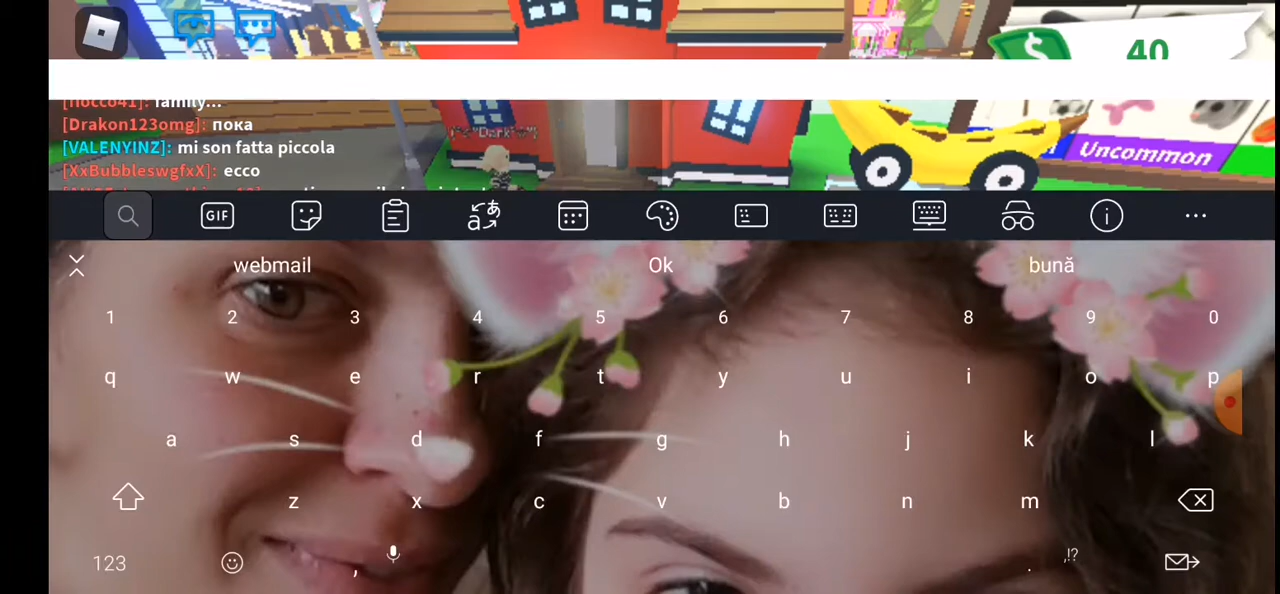 $ 40
[rocco41]: family...
[Drakon123omg]: пока
[VALENYINZ]: mi son fatta piccola
[XxBubbleswgfxX]: ecco
Uncommon
GIF
webmail Ok bună
1 2 3 4 5 6 7 8 9 0
q w e r t y u i o p
a s d f g h j k l
z x c v b n m
123 , . ,!?